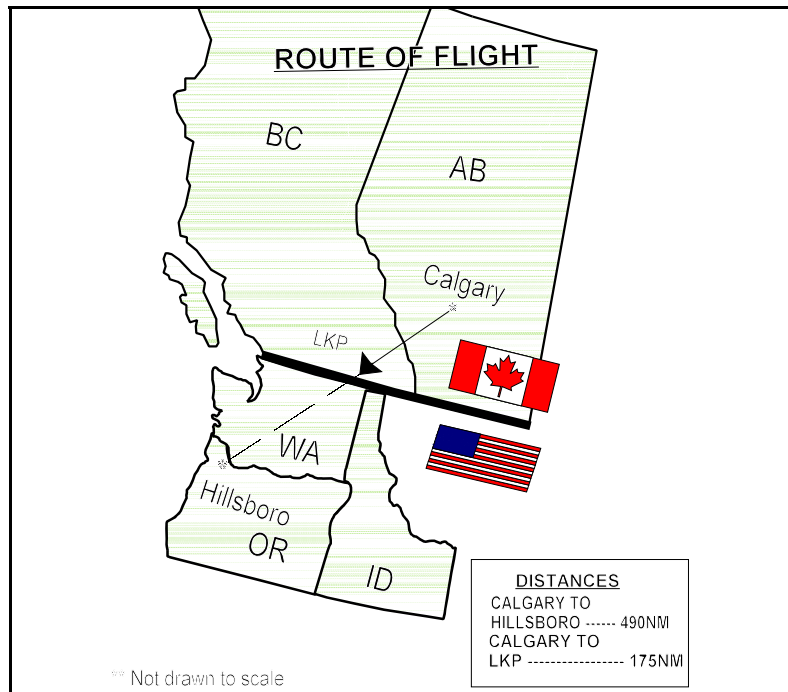 ROUTE OF FLIGHT
BC
AB
Calgary
LKP
WA
Hillsboro
OR
ID
DISTANCES
CALGARY TO
HILLSBORO ------ 490NM
CALGARY TO
LKP ----------------- 175NM
** Not drawn to scale